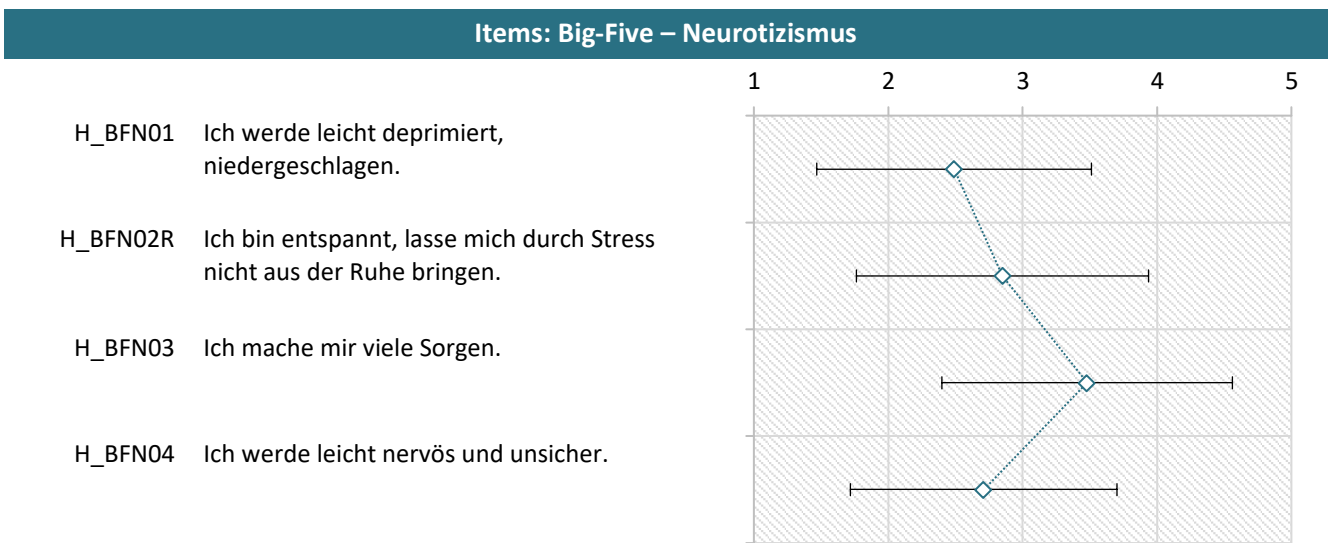 Items: Big-Five – Neurotizismus
1 2 3 4 5
H_BFN01 Ich werde leicht deprimiert,
niedergeschlagen.
H_BFN02R Ich bin entspannt, lasse mich durch Stress
nicht aus der Ruhe bringen.
H_BFN03 Ich mache mir viele Sorgen.
H_BFN04 Ich werde leicht nervös und unsicher.